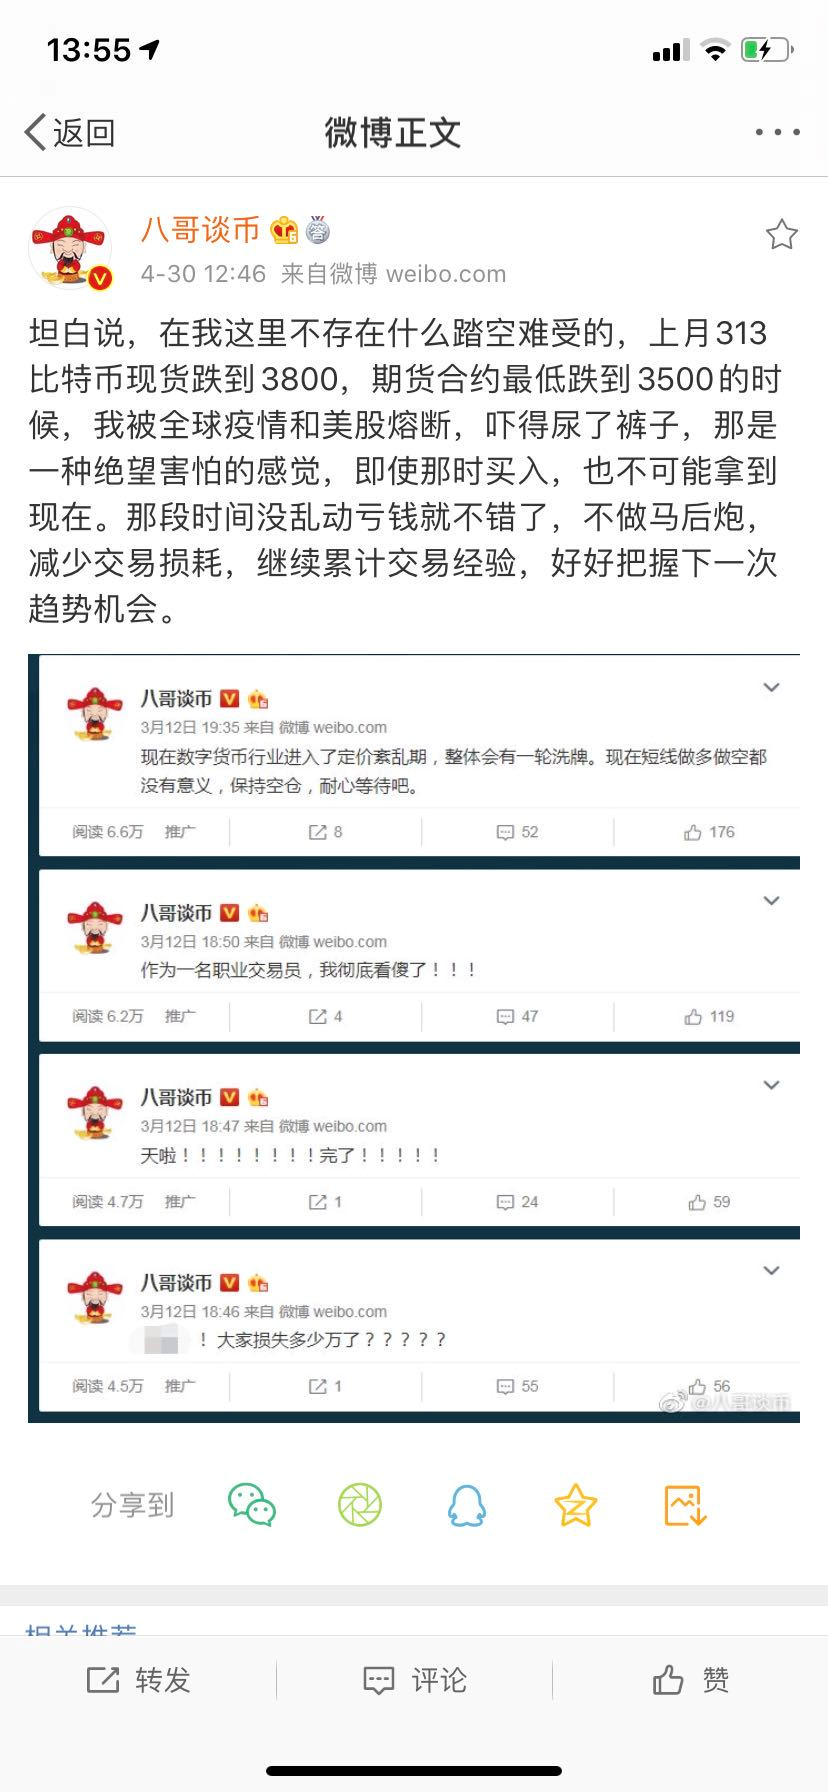 13:55
返回
微博正文
八哥谈币
4-30 12:46 来自微博 weibo.com
坦白说，在我这里不存在什么踏空难受的，上月313
比特币现货跌到3800，期货合约最低跌到3500的时
候，我被全球疫情和美股熔断，吓得尿了裤子，那是
一种绝望害怕的感觉，即使那时买入，也不可能拿到
现在。那段时间没乱动亏钱就不错了，不做马后炮，
减少交易损耗，继续累计交易经验，好好把握下一次
趋势机会。
八哥谈币
3月12日 19:35 来自 微博 weibo.com
现在数字货币行业进入了定价紊乱期，整体会有一轮洗牌。现在短线做多做空都
没有意义，保持空仓，耐心等待吧。
阅读 6.6万 推广 8 52 176
八哥谈币
3月12日 18:50 来自 微博 weibo.com
作为一名职业交易员，我彻底看傻了！！！
阅读 6.2万 推广 4 47 119
八哥谈币
3月12日 18:47 来自 微博 weibo.com
天啦！！！！！！！！完了！！！！！
阅读 4.7万 推广 1 24 59
八哥谈币
3月12日 18:46 来自 微博 weibo.com
！大家损失多少万了？？？？？
阅读 4.5万 推广 1 55 56
@八哥谈币
分享到
相关推荐
转发 评论 赞